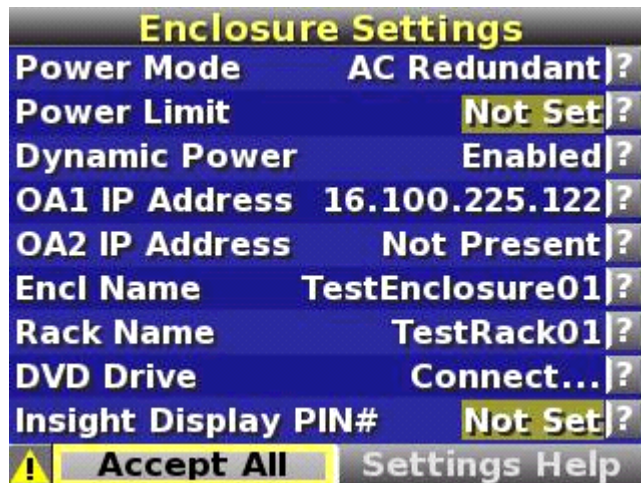 Enclosure Settings
Power Mode AC Redundant ?
Power Limit Not Set ?
Dynamic Power Enabled ?
OA1 IP Address 16.100.225.122 ?
OA2 IP Address Not Present ?
Encl Name TestEnclosure01 ?
Rack Name TestRack01 ?
DVD Drive Connect... ?
Insight Display PIN# Not Set ?
! Accept All Settings Help